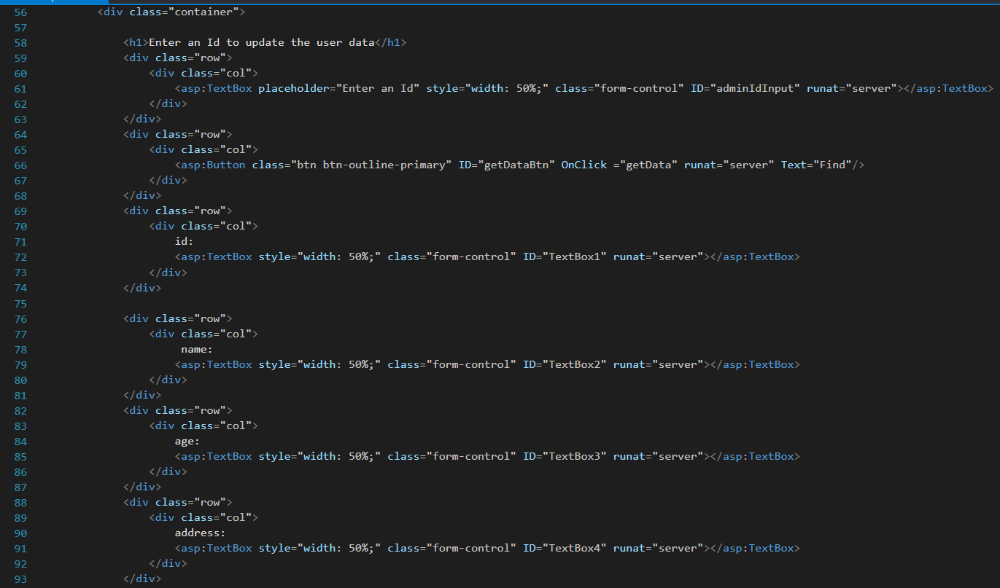 56 <div class="container">
57
58 <h1>Enter an Id to update the user data</h1>
59 <div class="row">
60 <div class="col">
61 <asp:TextBox placeholder="Enter an Id" style="width: 50%;" class="form-control" ID="adminIdInput" runat="server"></asp:TextBox>
62 </div>
63 </div>
64 <div class="row">
65 <div class="col">
66 <asp:Button class="btn btn-outline-primary" ID="getDataBtn" OnClick ="getData" runat="server" Text="Find"/>
67 </div>
68 </div>
69 <div class="row">
70 <div class="col">
71 id:
72 <asp:TextBox style="width: 50%;" class="form-control" ID="TextBox1" runat="server"></asp:TextBox>
73 </div>
74 </div>
75
76 <div class="row">
77 <div class="col">
78 name:
79 <asp:TextBox style="width: 50%;" class="form-control" ID="TextBox2" runat="server"></asp:TextBox>
80 </div>
81 </div>
82 <div class="row">
83 <div class="col">
84 age:
85 <asp:TextBox style="width: 50%;" class="form-control" ID="TextBox3" runat="server"></asp:TextBox>
86 </div>
87 </div>
88 <div class="row">
89 <div class="col">
90 address:
91 <asp:TextBox style="width: 50%;" class="form-control" ID="TextBox4" runat="server"></asp:TextBox>
92 </div>
93 </div>